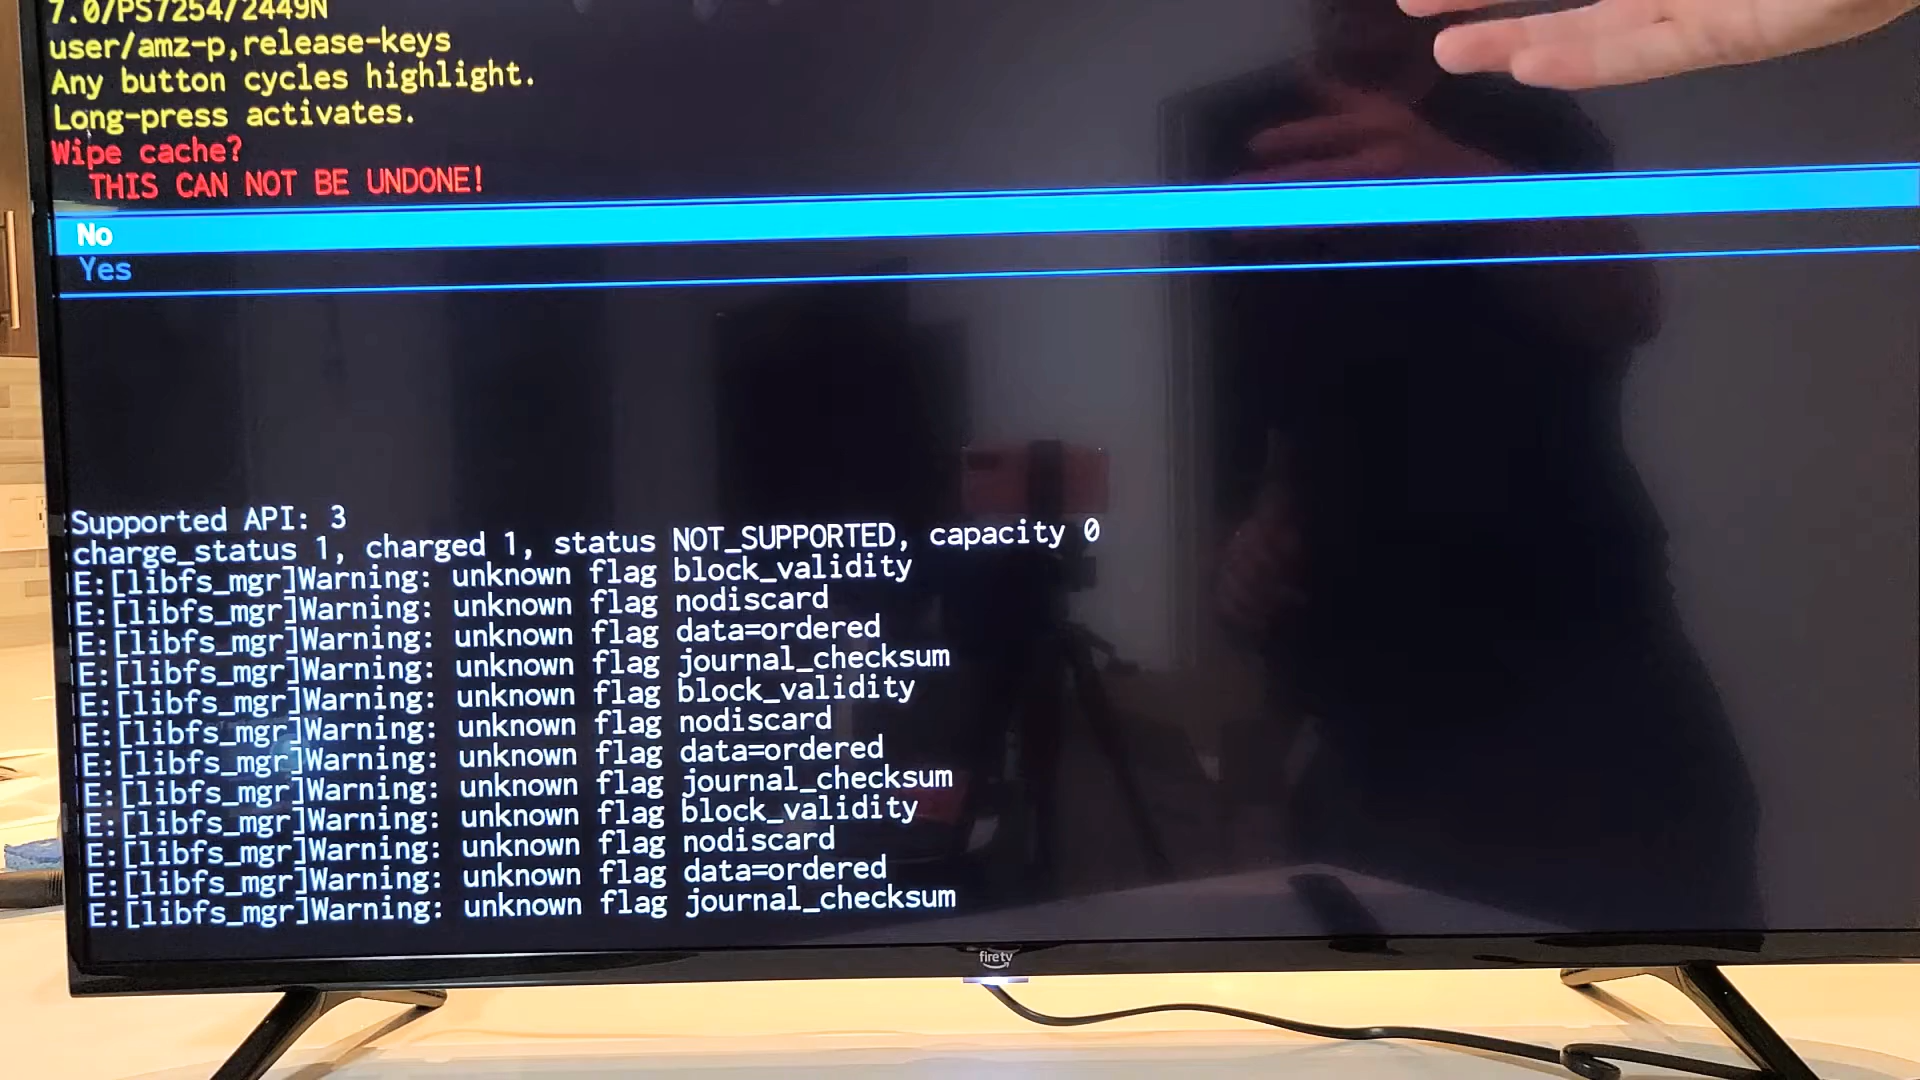 7.0/PS7254/2449N
user/amz-p,release-keys
Any button cycles highlight.
Long-press activates.
Wipe cache?
THIS CAN NOT BE UNDONE!
No
Yes
Supported API: 3
charge_status 1, charged 1, status NOT_SUPPORTED, capacity 0
E:[libfs_mgr]Warning: unknown flag block_validity
E:[libfs_mgr]Warning: unknown flag nodiscard
E:[libfs_mgr]Warning: unknown flag data=ordered
E:[libfs_mgr]Warning: unknown flag journal_checksum
E:[libfs_mgr]Warning: unknown flag block_validity
E:[libfs_mgr]Warning: unknown flag nodiscard
E:[libfs_mgr]Warning: unknown flag data=ordered
E:[libfs_mgr]Warning: unknown flag journal_checksum
E:[libfs_mgr]Warning: unknown flag block_validity
E:[libfs_mgr]Warning: unknown flag nodiscard
E:[libfs_mgr]Warning: unknown flag data=ordered
E:[libfs_mgr]Warning: unknown flag journal_checksum
firetv